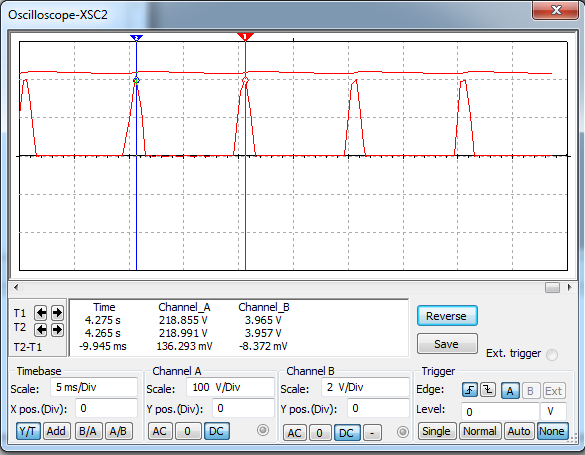 Oscilloscope-XSC2
2 1
T1
T2
T2-T1
Time Channel_A Channel_B
4.275 s 218.855 V 3.965 V
4.265 s 218.991 V 3.957 V
-9.945 ms 136.293 mV -8.372 mV
Reverse
Save
Ext. trigger
Timebase
Scale: 5 ms/Div
X pos.(Div): 0
Y/T Add B/A A/B
Channel A
Scale: 100 V/Div
Y pos.(Div): 0
AC 0 DC
Channel B
Scale: 2 V/Div
Y pos.(Div): 0
AC 0 DC -
Trigger
Edge: A B Ext
Level: 0 V
Single Normal Auto None